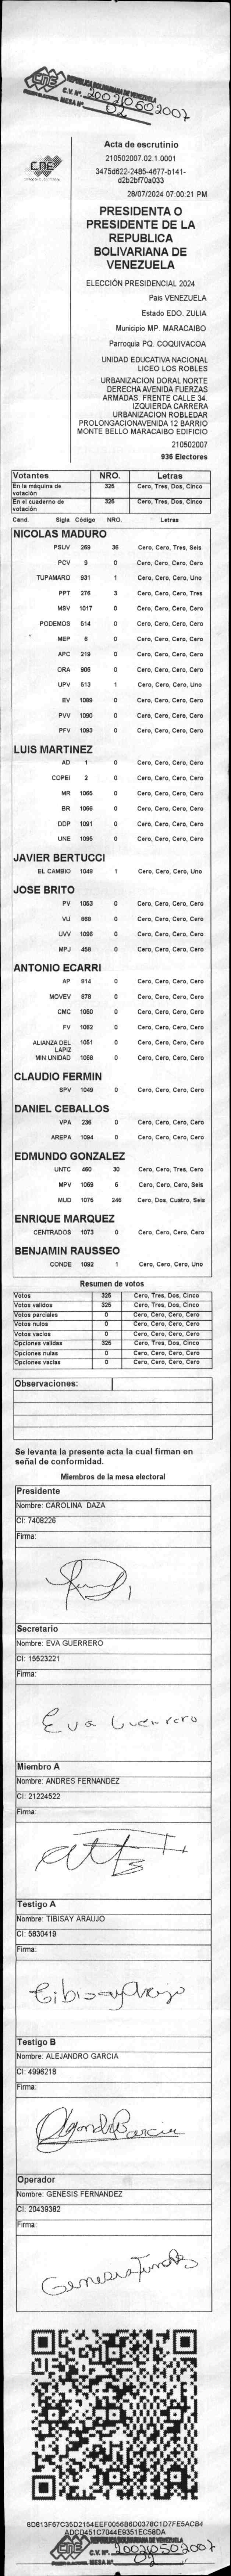 CNE REPÚBLICA BOLIVARIANA DE VENEZUELA
C.V. Nº.
MESA Nº. 02
CNE
Acta de escrutinio
210502007.02.1.0001
3475d622-2485-4677-b141-
d2b2bf70a033
28/07/2024 07:00:21 PM
PRESIDENTA O
PRESIDENTE DE LA
REPUBLICA
BOLIVARIANA DE
VENEZUELA
ELECCIÓN PRESIDENCIAL 2024
Pais VENEZUELA
Estado EDO. ZULIA
Municipio MP. MARACAIBO
Parroquia PQ. COQUIVACOA
UNIDAD EDUCATIVA NACIONAL
LICEO LOS ROBLES
URBANIZACION DORAL NORTE
DERECHA AVENIDA FUERZAS
ARMADAS. FRENTE CALLE 34.
IZQUIERDA CARRERA
URBANIZACION ROBLEDAR
PROLONGACIONAVENIDA 12 BARRIO
MONTE BELLO MARACAIBO EDIFICIO
210502007
936 Electores
Votantes NRO. Letras
En la máquina de votación 325 Cero, Tres, Dos, Cinco
En el cuaderno de votación 325 Cero, Tres, Dos, Cinco
Cand. Sigla Código NRO. Letras
NICOLAS MADURO
PSUV 269 36 Cero, Cero, Tres, Seis
PCV 9 0 Cero, Cero, Cero, Cero
TUPAMARO 931 1 Cero, Cero, Cero, Uno
PPT 276 3 Cero, Cero, Cero, Tres
MSV 1017 0 Cero, Cero, Cero, Cero
PODEMOS 514 0 Cero, Cero, Cero, Cero
MEP 6 0 Cero, Cero, Cero, Cero
APC 219 0 Cero, Cero, Cero, Cero
ORA 906 0 Cero, Cero, Cero, Cero
UPV 513 1 Cero, Cero, Cero, Uno
EV 1089 0 Cero, Cero, Cero, Cero
PVV 1090 0 Cero, Cero, Cero, Cero
PFV 1093 0 Cero, Cero, Cero, Cero
LUIS MARTINEZ
AD 1 0 Cero, Cero, Cero, Cero
COPEI 2 0 Cero, Cero, Cero, Cero
MR 1065 0 Cero, Cero, Cero, Cero
BR 1066 0 Cero, Cero, Cero, Cero
DDP 1091 0 Cero, Cero, Cero, Cero
UNE 1095 0 Cero, Cero, Cero, Cero
JAVIER BERTUCCI
EL CAMBIO 1048 1 Cero, Cero, Cero, Uno
JOSE BRITO
PV 1053 0 Cero, Cero, Cero, Cero
VU 868 0 Cero, Cero, Cero, Cero
UVV 1096 0 Cero, Cero, Cero, Cero
MPJ 458 0 Cero, Cero, Cero, Cero
ANTONIO ECARRI
AP 914 0 Cero, Cero, Cero, Cero
MOVEV 978 0 Cero, Cero, Cero, Cero
CMC 1050 0 Cero, Cero, Cero, Cero
FV 1062 0 Cero, Cero, Cero, Cero
ALIANZA DEL LAPIZ 1051 0 Cero, Cero, Cero, Cero
MIN UNIDAD 1068 0 Cero, Cero, Cero, Cero
CLAUDIO FERMIN
SPV 1049 0 Cero, Cero, Cero, Cero
DANIEL CEBALLOS
VPA 236 0 Cero, Cero, Cero, Cero
AREPA 1094 0 Cero, Cero, Cero, Cero
EDMUNDO GONZALEZ
UNTC 460 30 Cero, Cero, Tres, Cero
MPV 1069 6 Cero, Cero, Cero, Seis
MUD 1075 246 Cero, Dos, Cuatro, Seis
ENRIQUE MARQUEZ
CENTRADOS 1073 0 Cero, Cero, Cero, Cero
BENJAMIN RAUSSEO
CONDE 1092 1 Cero, Cero, Cero, Uno
Resumen de votos
Votos 325 Cero, Tres, Dos, Cinco
Votos validos 325 Cero, Tres, Dos, Cinco
Votos parciales 0 Cero, Cero, Cero, Cero
Votos nulos 0 Cero, Cero, Cero, Cero
Votos vacios 0 Cero, Cero, Cero, Cero
Opciones validas 325 Cero, Tres, Dos, Cinco
Opciones nulas 0 Cero, Cero, Cero, Cero
Opciones vacias 0 Cero, Cero, Cero, Cero
Observaciones:
Se levanta la presente acta la cual firman en
señal de conformidad.
Miembros de la mesa electoral
Presidente
Nombre: CAROLINA DAZA
CI: 7408226
Firma:
Secretario
Nombre: EVA GUERRERO
CI: 15523221
Firma:
Eva Guerrero
Miembro A
Nombre: ANDRES FERNANDEZ
CI: 21224522
Firma:
Testigo A
Nombre: TIBISAY ARAUJO
CI: 5830419
Firma:
Tibisay Araujo
Testigo B
Nombre: ALEJANDRO GARCIA
CI: 4996218
Firma:
Operador
Nombre: GENESIS FERNANDEZ
CI: 20439382
Firma:
6D813F67C35D2154EEF0056B6D0378C1D7FE5ACB4
ADCD451C7044E9351EC58DA
CNE REPÚBLICA BOLIVARIANA DE VENEZUELA
C.V. Nº.
MESA Nº. 02